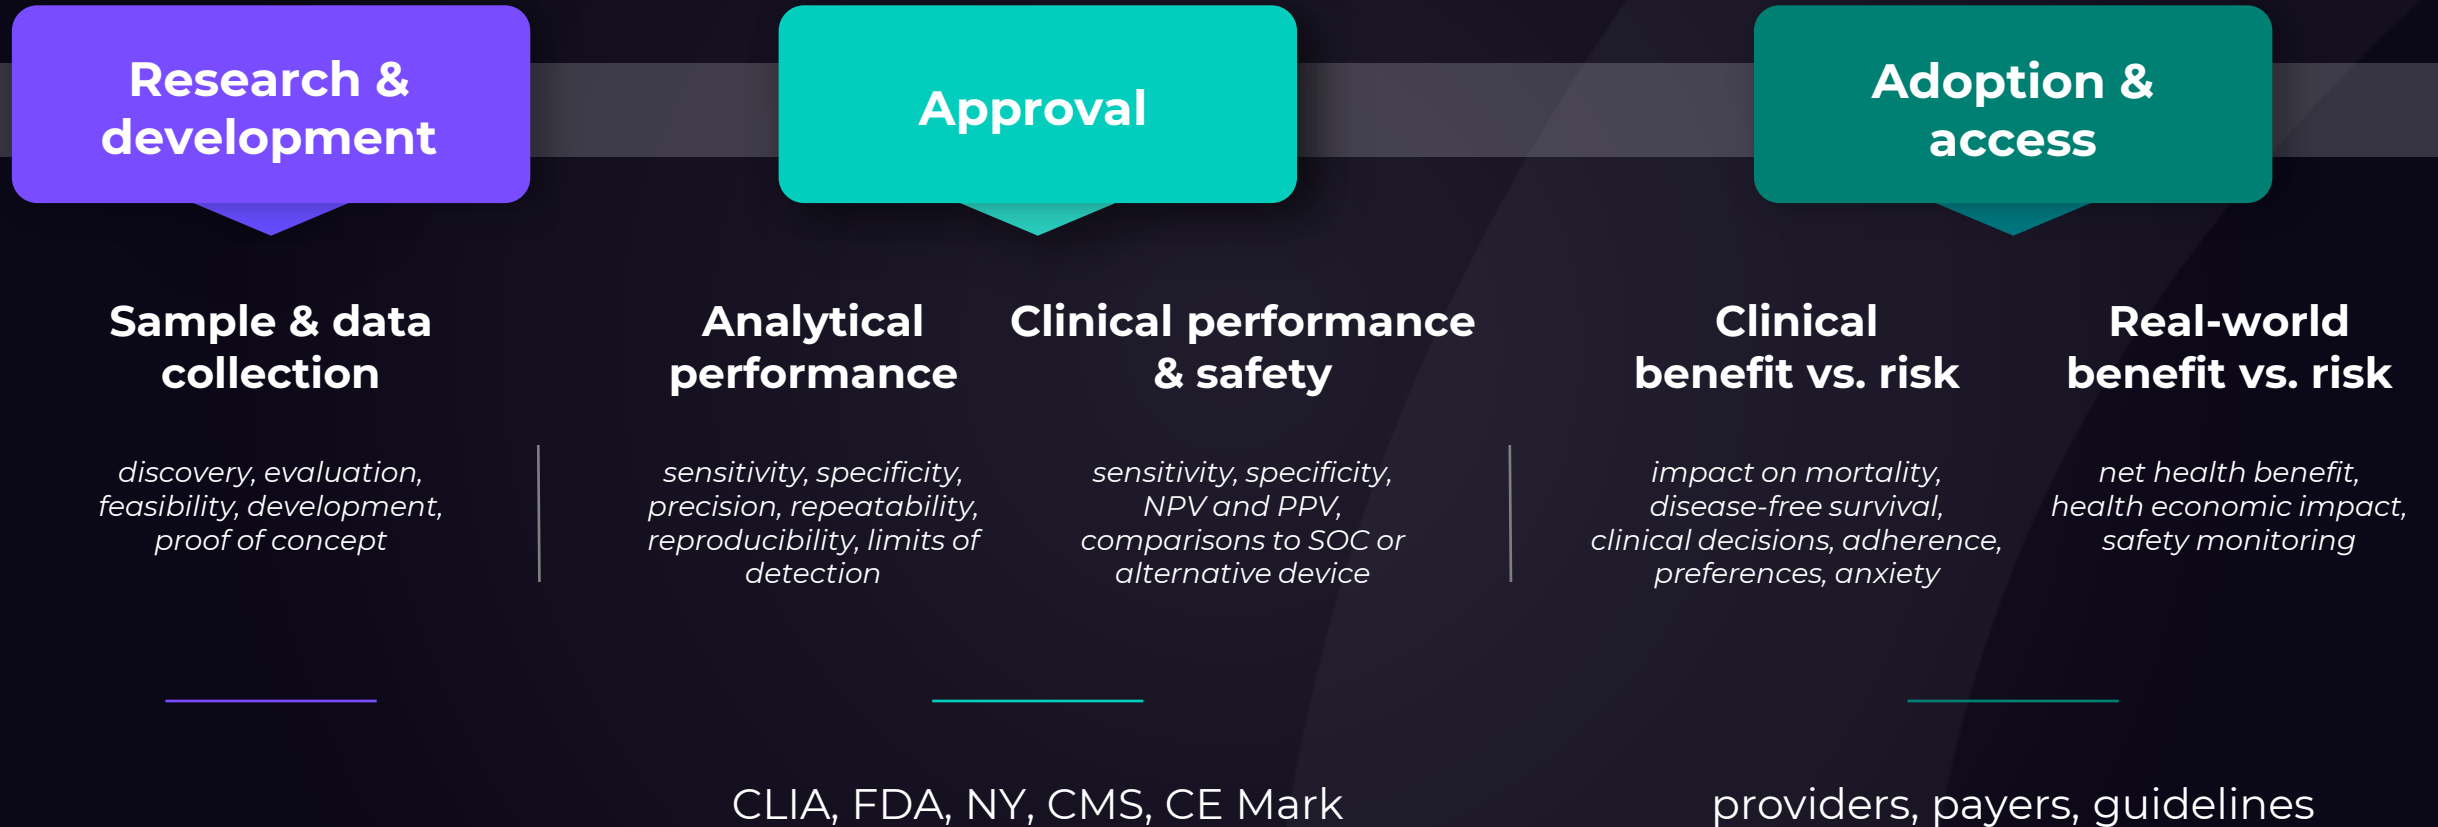 Research &
development
Approval
Adoption &
access
Sample & data
collection
discovery, evaluation,
feasibility, development,
proof of concept
Analytical
performance
sensitivity, specificity,
precision, repeatability,
reproducibility, limits of
detection
Clinical performance
& safety
sensitivity, specificity,
NPV and PPV,
comparisons to SOC or
alternative device
Clinical
benefit vs. risk
impact on mortality,
disease-free survival,
clinical decisions, adherence,
preferences, anxiety
Real-world
benefit vs. risk
net health benefit,
health economic impact,
safety monitoring
CLIA, FDA, NY, CMS, CE Mark
providers, payers, guidelines